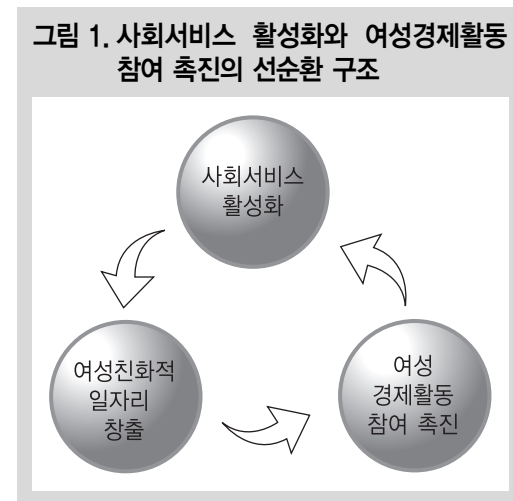 그림 1. 사회서비스 활성화와 여성경제활동
참여 촉진의 선순환 구조
사회서비스
활성화
여성친화적
일자리
창출
여성
경제활동
참여 촉진